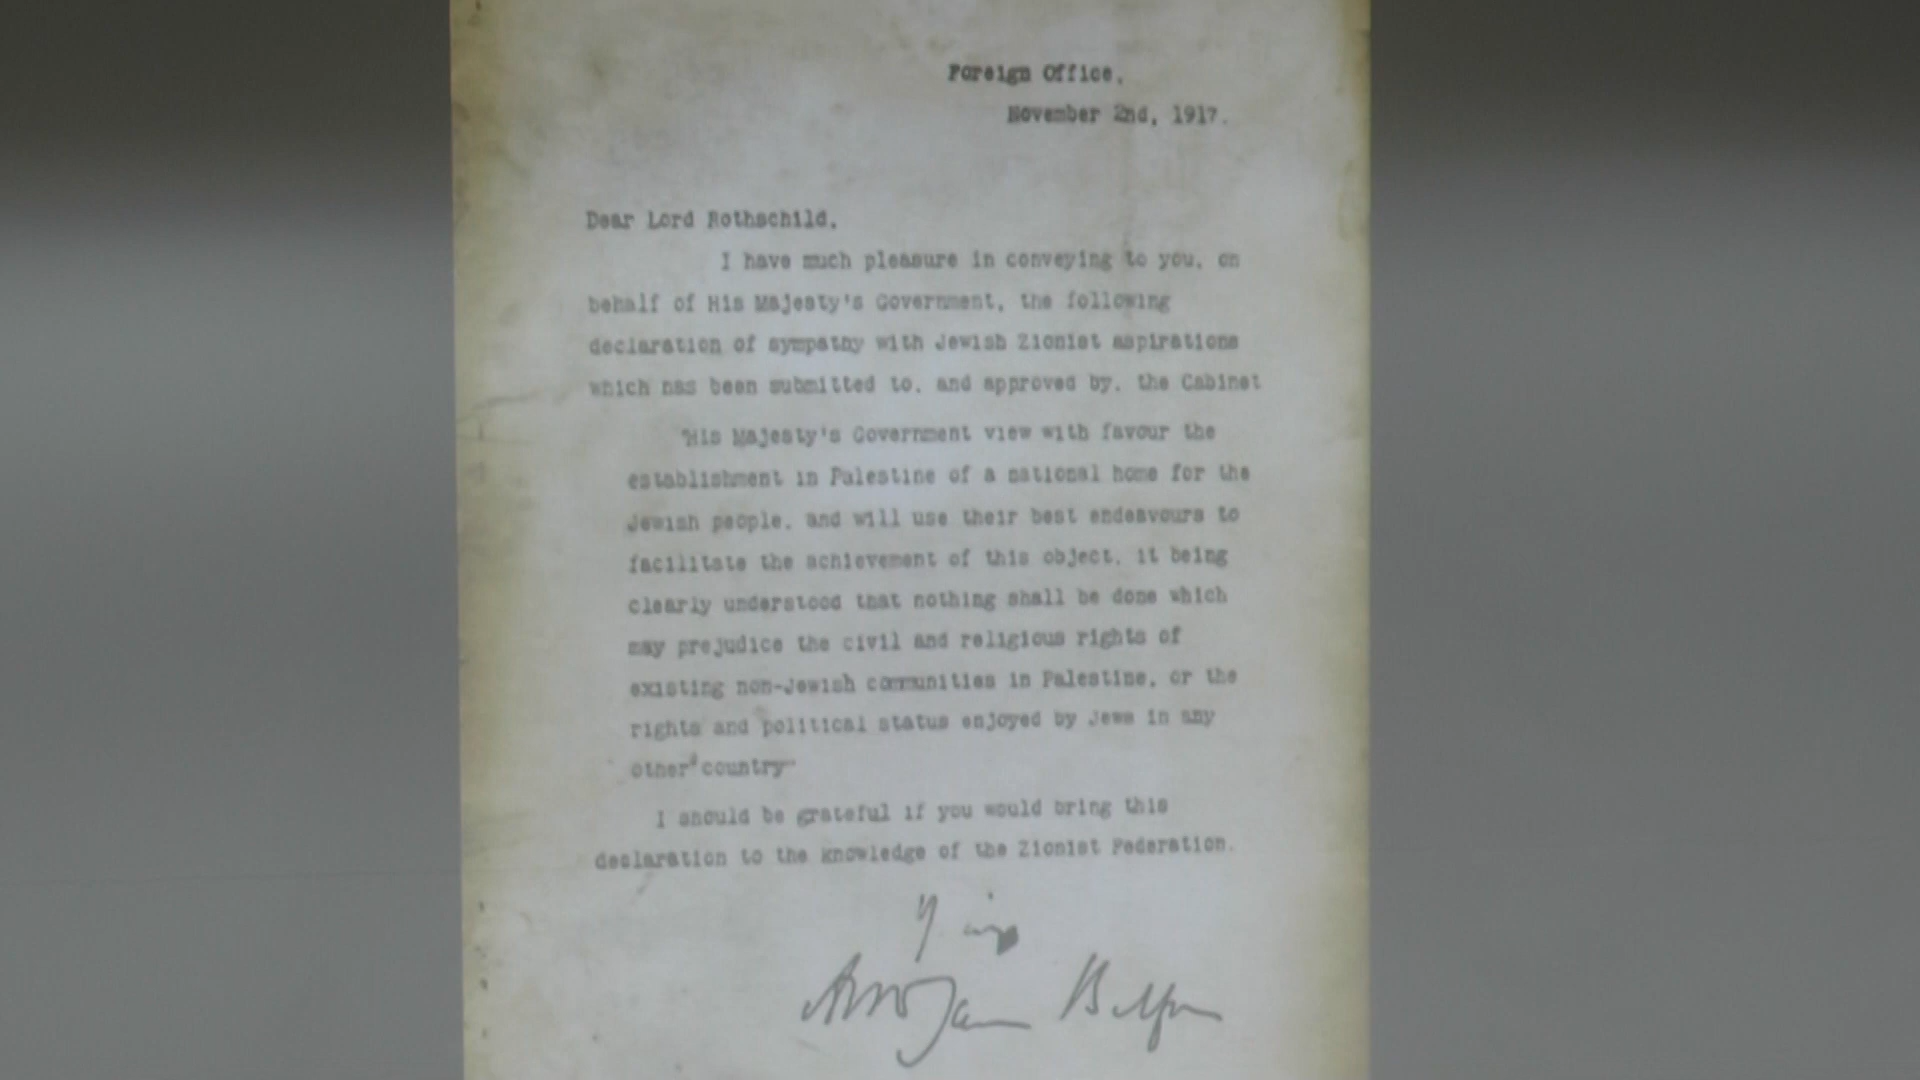 Foreign Office,
November 2nd, 1917.
Dear Lord Rothschild,
I have much pleasure in conveying to you, on
behalf of His Majesty's Government, the following
declaration of sympathy with Jewish Zionist aspirations
which has been submitted to, and approved by, the Cabinet
"His Majesty's Government view with favour the
establishment in Palestine of a national home for the
Jewish people, and will use their best endeavours to
facilitate the achievement of this object, it being
clearly understood that nothing shall be done which
may prejudice the civil and religious rights of
existing non-Jewish communities in Palestine, or the
rights and political status enjoyed by Jews in any
other country"
I should be grateful if you would bring this
declaration to the knowledge of the Zionist Federation.
Arthur James Balfour